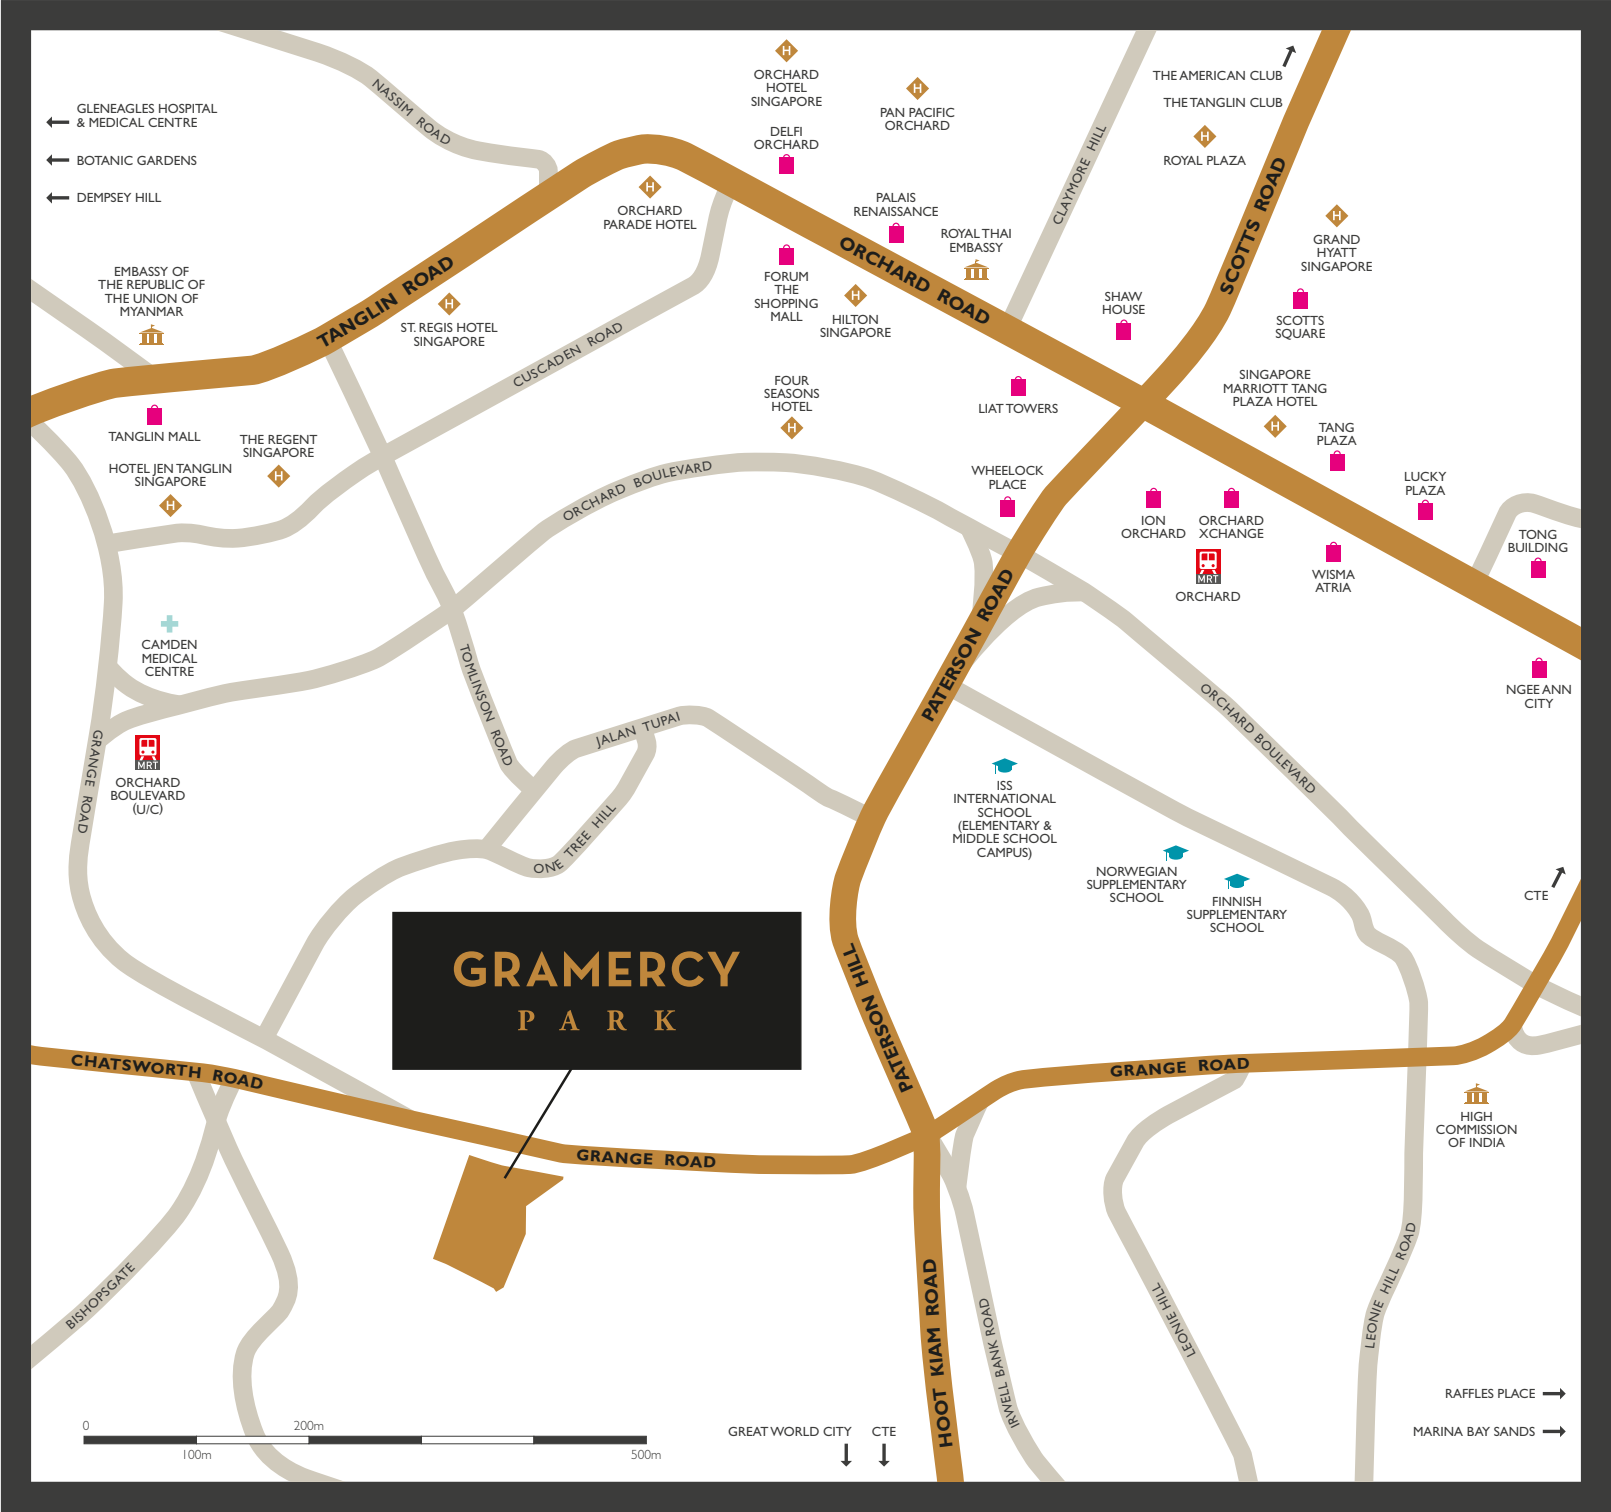 NASSIM ROAD
GLENEAGLES HOSPITAL
& MEDICAL CENTRE
BOTANIC GARDENS
DEMPSEY HILL
H
ORCHARD
HOTEL
SINGAPORE
H
PAN PACIFIC
ORCHARD
DELFI
ORCHARD
CLAYMORE HILL
THE AMERICAN CLUB
THE TANGLIN CLUB
H
ROYAL PLAZA
SCOTTS ROAD
H
ORCHARD
PARADE HOTEL
PALAIS
RENAISSANCE
ROYAL THAI
EMBASSY
H
GRAND
HYATT
SINGAPORE
ORCHARD ROAD
EMBASSY OF
THE REPUBLIC OF
THE UNION OF
MYANMAR
TANGLIN ROAD
H
ST. REGIS HOTEL
SINGAPORE
CUSCADEN ROAD
FORUM
THE
SHOPPING
MALL
H
HILTON
SINGAPORE
SHAW
HOUSE
SCOTTS
SQUARE
FOUR
SEASONS
HOTEL
H
LIAT TOWERS
SINGAPORE
MARRIOTT TANG
PLAZA HOTEL
H
TANG
PLAZA
TANGLIN MALL
THE REGENT
SINGAPORE
H
HOTEL JEN TANGLIN
SINGAPORE
H
ORCHARD BOULEVARD
WHEELOCK
PLACE
LUCKY
PLAZA
ION
ORCHARD
ORCHARD
XCHANGE
MRT
ORCHARD
WISMA
ATRIA
TONG
BUILDING
NGEE ANN
CITY
CAMDEN
MEDICAL
CENTRE
TOMLINSON ROAD
PATERSON ROAD
ORCHARD BOULEVARD
GRANGE ROAD
MRT
ORCHARD
BOULEVARD
(U/C)
JALAN TUPAI
ONE TREE HILL
ISS
INTERNATIONAL
SCHOOL
(ELEMENTARY &
MIDDLE SCHOOL
CAMPUS)
NORWEGIAN
SUPPLEMENTARY
SCHOOL
FINNISH
SUPPLEMENTARY
SCHOOL
CTE
GRAMERCY
PARK
PATERSON HILL
CHATSWORTH ROAD
GRANGE ROAD
GRANGE ROAD
HIGH
COMMISSION
OF INDIA
BISHOPSGATE
HOOT KIAM ROAD
IRWELL BANK ROAD
LEONIE HILL
LEONIE HILL ROAD
RAFFLES PLACE
MARINA BAY SANDS
GREAT WORLD CITY
CTE
0
200m
100m
500m